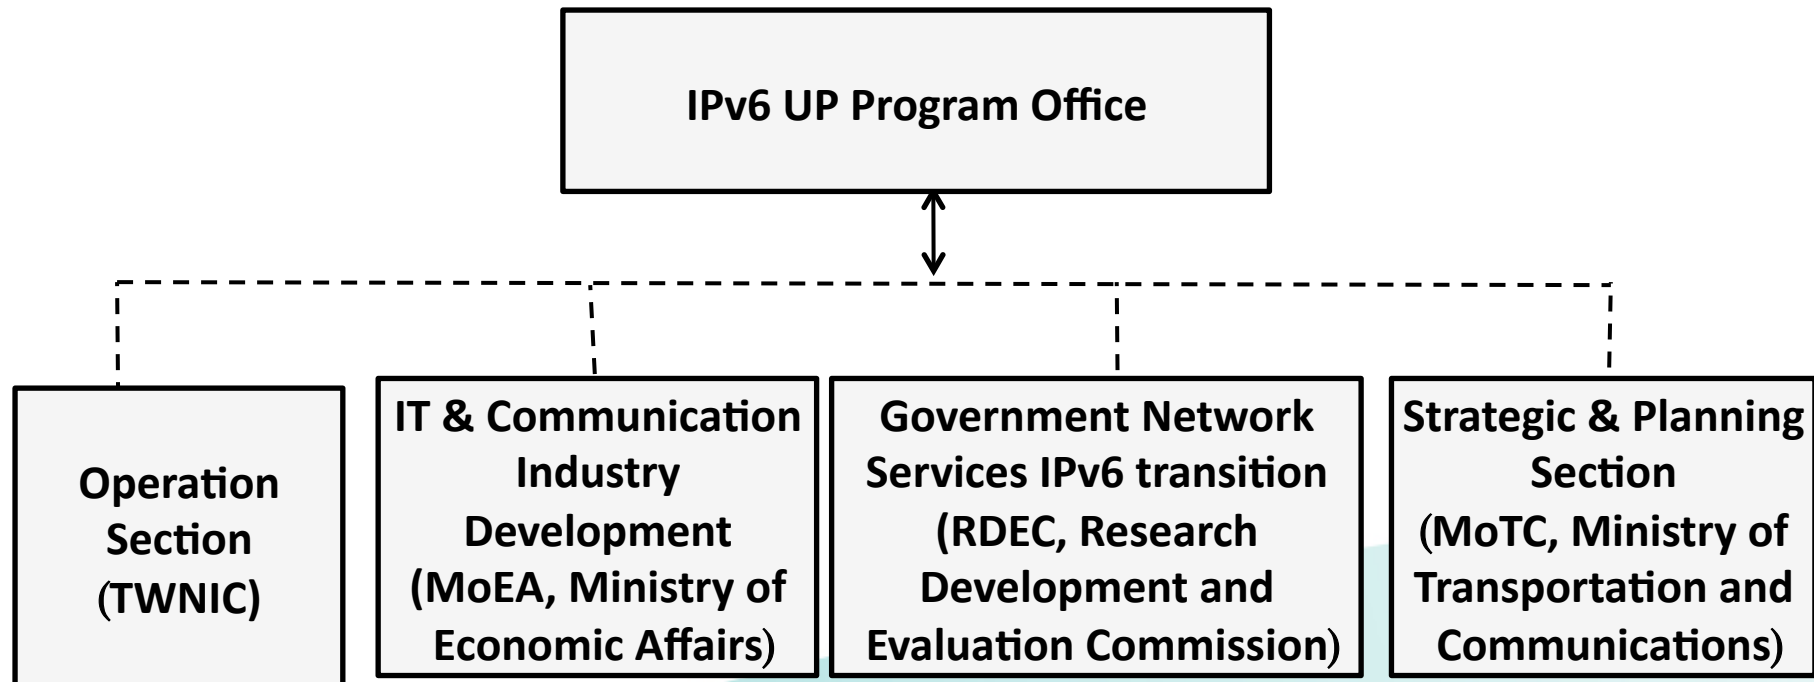 IPv6 UP Program Office
Operation
Section
(TWNIC)
IT & Communication
Industry
Development
(MoEA, Ministry of
Economic Affairs)
Government Network
Services IPv6 transition
(RDEC, Research
Development and
Evaluation Commission)
Strategic & Planning
Section
(MoTC, Ministry of
Transportation and
Communications)